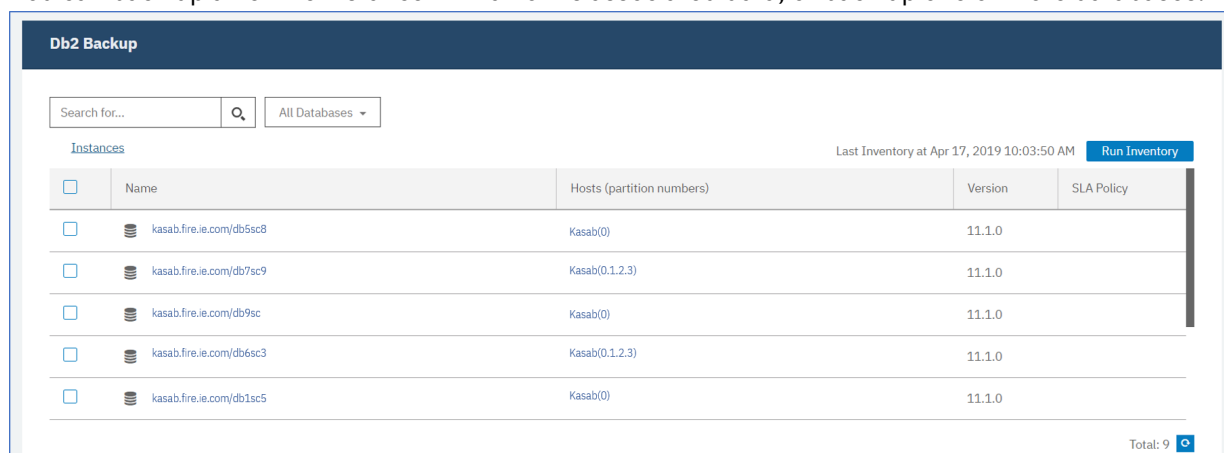 Db2 Backup
Search for... All Databases
Instances Last Inventory at Apr 17, 2019 10:03:50 AM Run Inventory
Name Hosts (partition numbers) Version SLA Policy
kasab.fire.ie.com/db5sc8 Kasab(0) 11.1.0
kasab.fire.ie.com/db7sc9 Kasab(0.1.2.3) 11.1.0
kasab.fire.ie.com/db9sc Kasab(0) 11.1.0
kasab.fire.ie.com/db6sc3 Kasab(0.1.2.3) 11.1.0
kasab.fire.ie.com/db1sc5 Kasab(0) 11.1.0
Total: 9